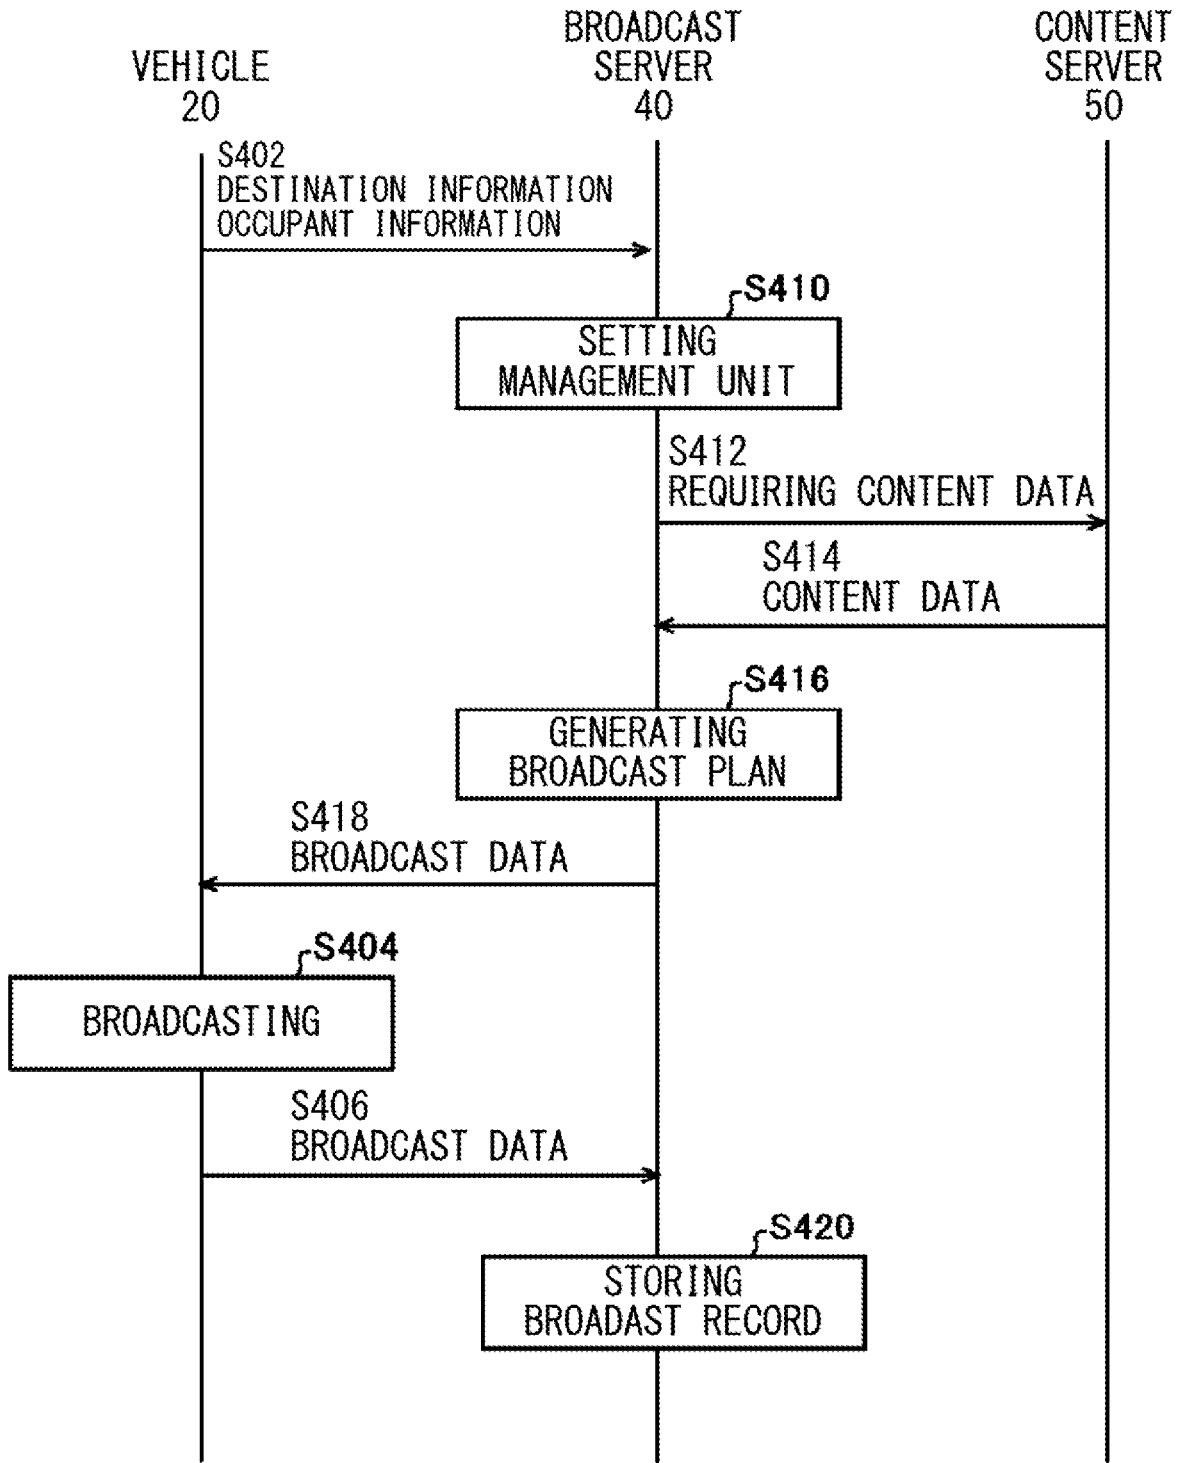 VEHICLE
20
BROADCAST
SERVER
40
CONTENT
SERVER
50
S402
DESTINATION INFORMATION
OCCUPANT INFORMATION
S410
SETTING
MANAGEMENT UNIT
S412
REQUIRING CONTENT DATA
S414
CONTENT DATA
S416
GENERATING
BROADCAST PLAN
S418
BROADCAST DATA
S404
BROADCASTING
S406
BROADCAST DATA
S420
STORING
BROADAST RECORD